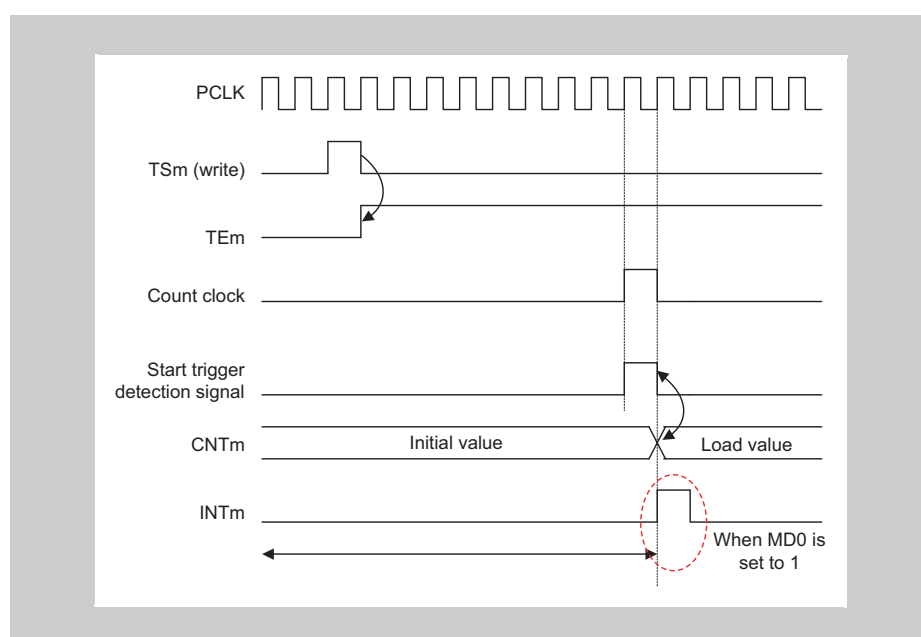 PCLK
TSm (write)
TEm
Count clock
Start trigger
detection signal
CNTm
Initial value
Load value
INTm
When MD0 is
set to 1